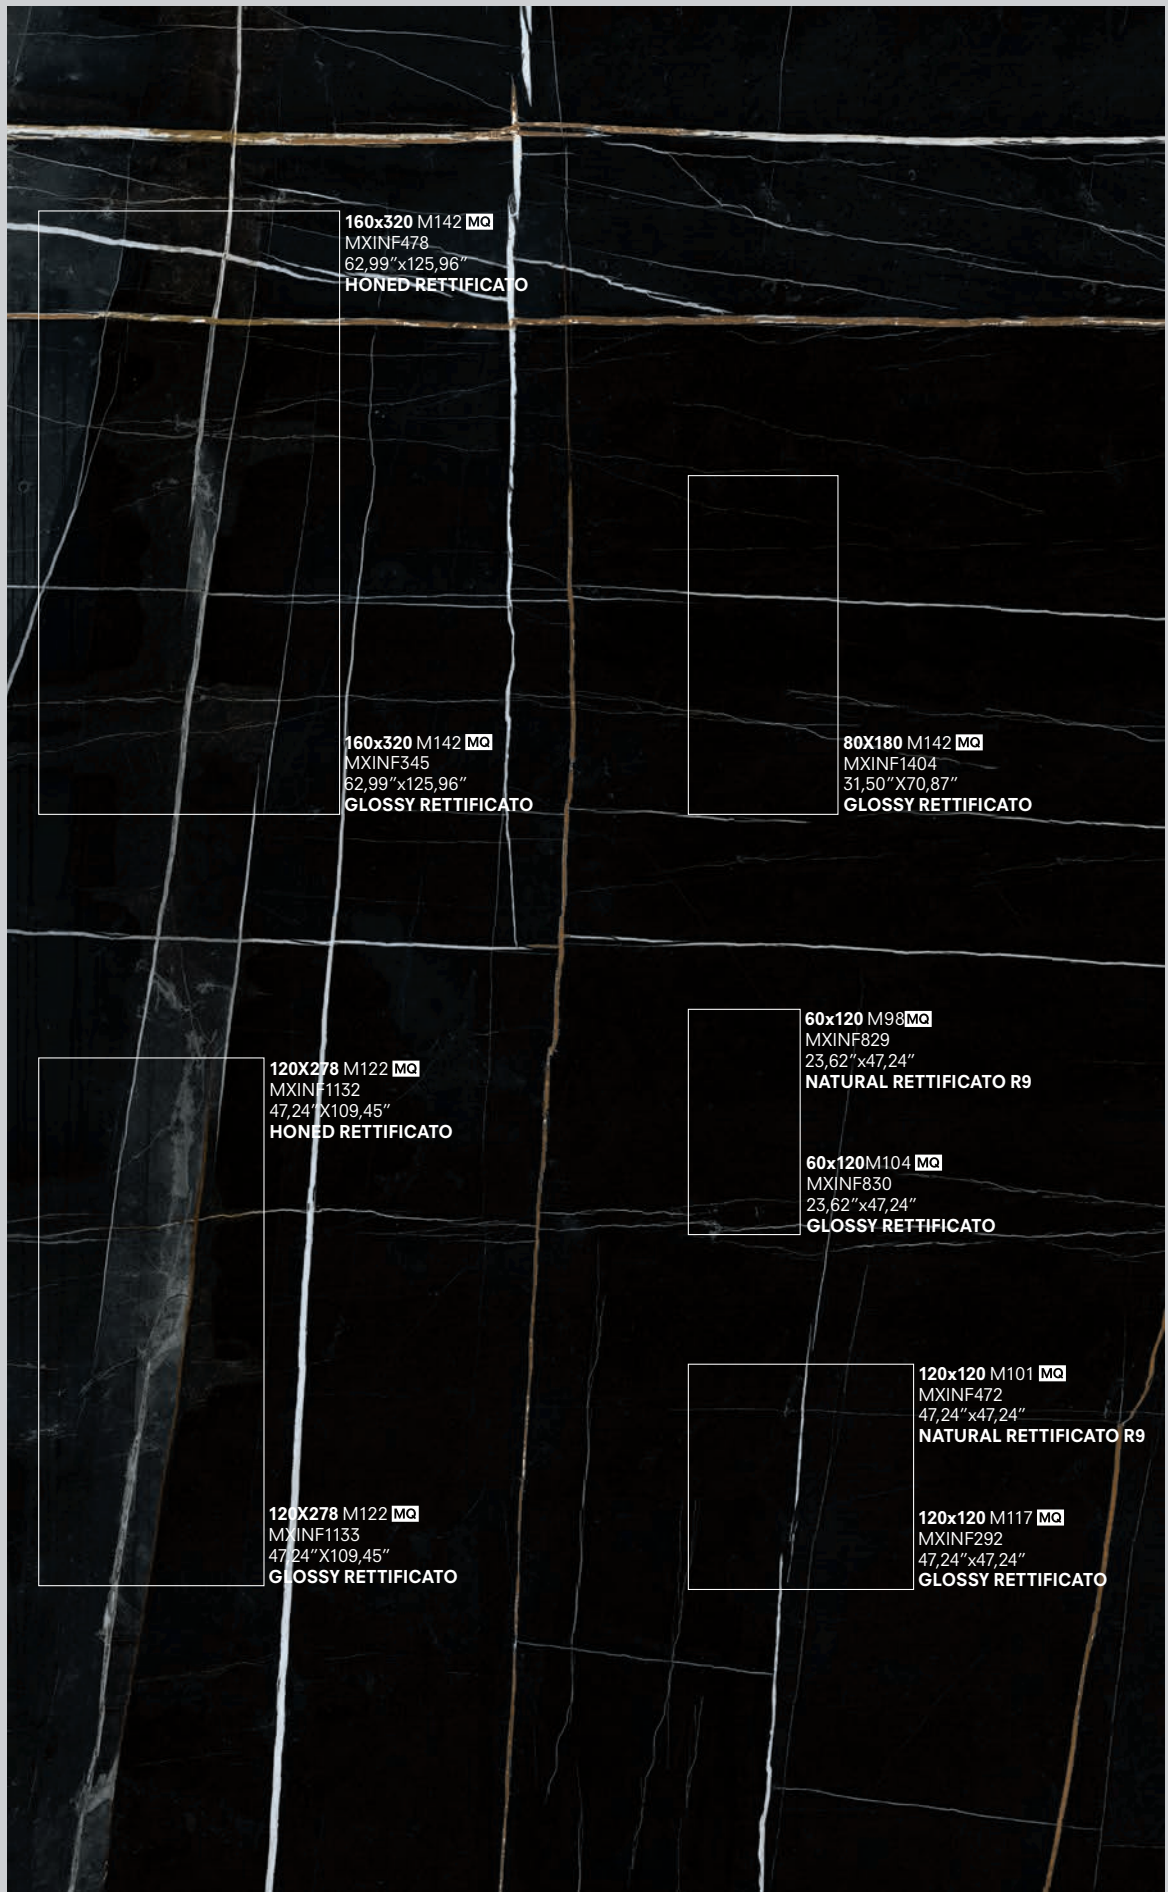 160x320 M142 MQ
MXINF478
62,99”x125,96”
HONED RETTIFICATO
160x320 M142 MQ
MXINF345
62,99”x125,96”
GLOSSY RETTIFICATO
80X180 M142 MQ
MXINF1404
31,50”X70,87”
GLOSSY RETTIFICATO
120X278 M122 MQ
MXINF1132
47,24”X109,45”
HONED RETTIFICATO
120X278 M122 MQ
MXINF1133
47,24”X109,45”
GLOSSY RETTIFICATO
60x120 M98MQ
MXINF829
23,62”x47,24”
NATURAL RETTIFICATO R9
60x120M104 MQ
MXINF830
23,62”x47,24”
GLOSSY RETTIFICATO
120x120 M101 MQ
MXINF472
47,24”x47,24”
NATURAL RETTIFICATO R9
120x120 M117 MQ
MXINF292
47,24”x47,24”
GLOSSY RETTIFICATO